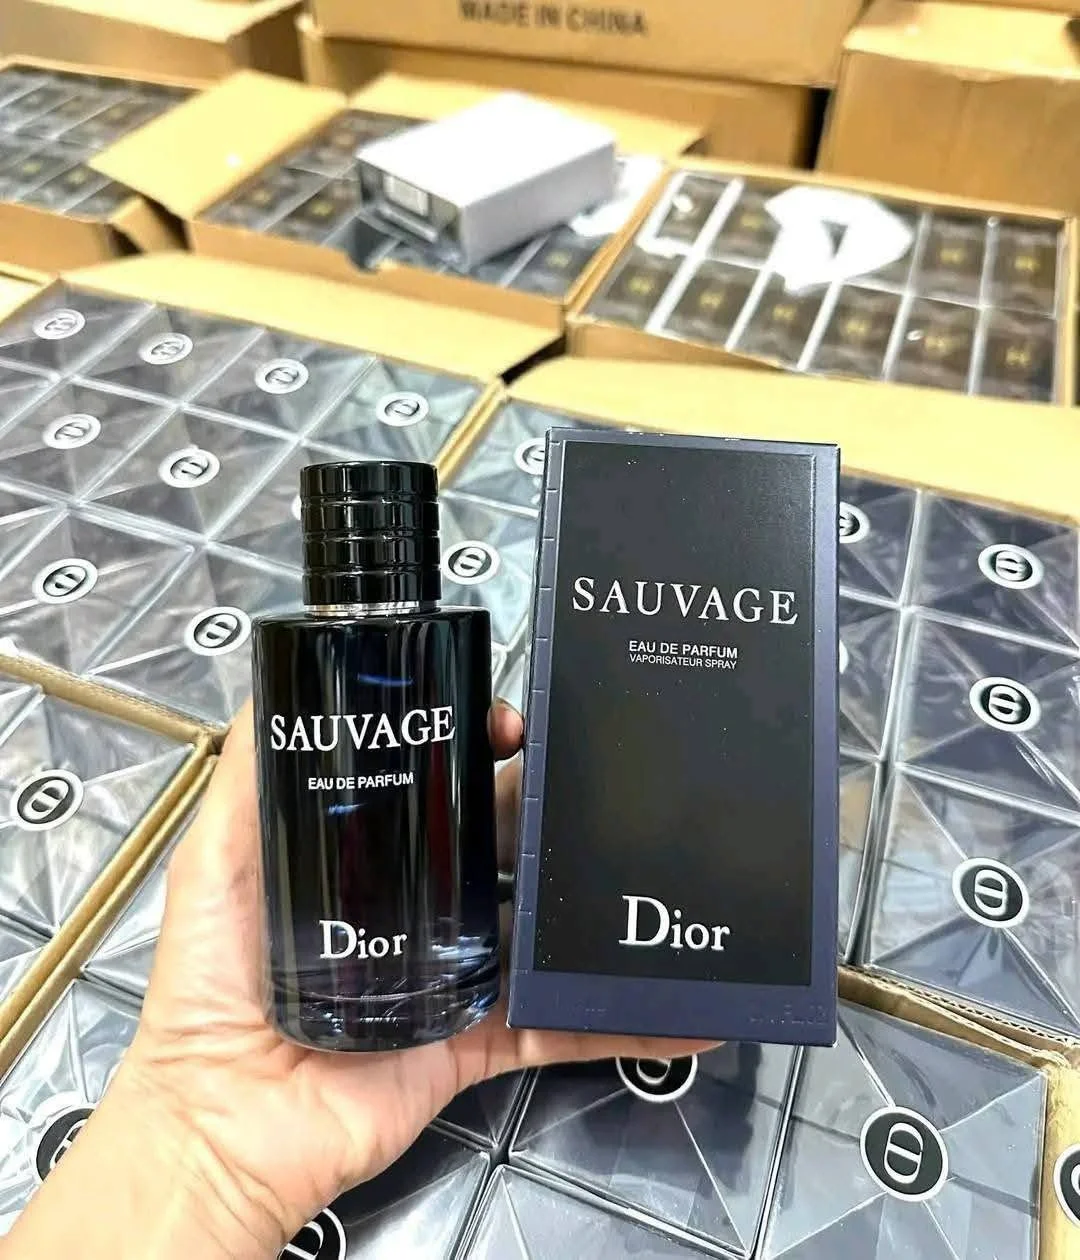 MADE IN CHINA
SAUVAGE
EAU DE PARFUM
Dior
SAUVAGE
EAU DE PARFUM
VAPORISATEUR SPRAY
Dior